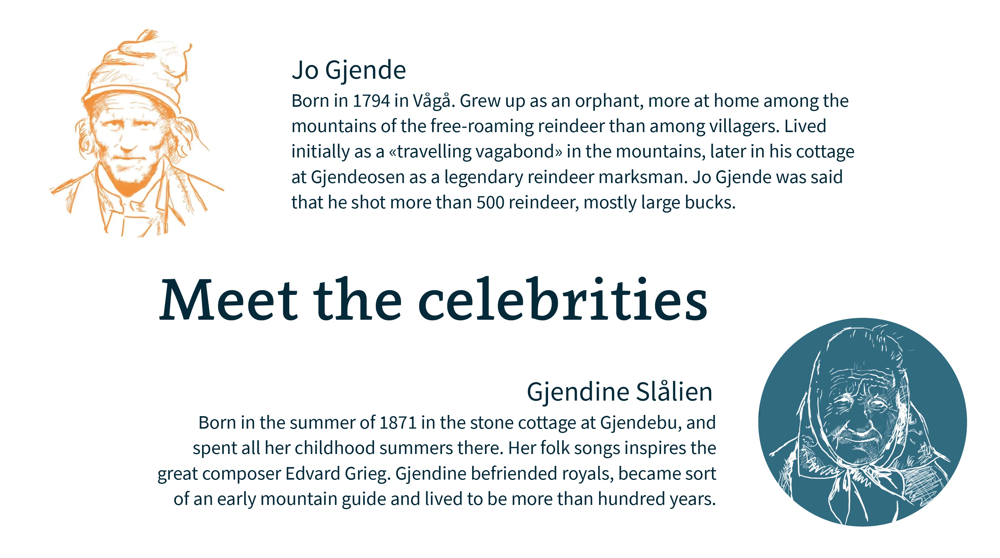 Jo Gjende
Born in 1794 in Vågå. Grew up as an orphant, more at home among the
mountains of the free-roaming reindeer than among villagers. Lived
initially as a «travelling vagabond» in the mountains, later in his cottage
at Gjendeosen as a legendary reindeer marksman. Jo Gjende was said
that he shot more than 500 reindeer, mostly large bucks.
Meet the celebrities
Gjendine Slålien
Born in the summer of 1871 in the stone cottage at Gjendebu, and
spent all her childhood summers there. Her folk songs inspires the
great composer Edvard Grieg. Gjendine befriended royals, became sort
of an early mountain guide and lived to be more than hundred years.